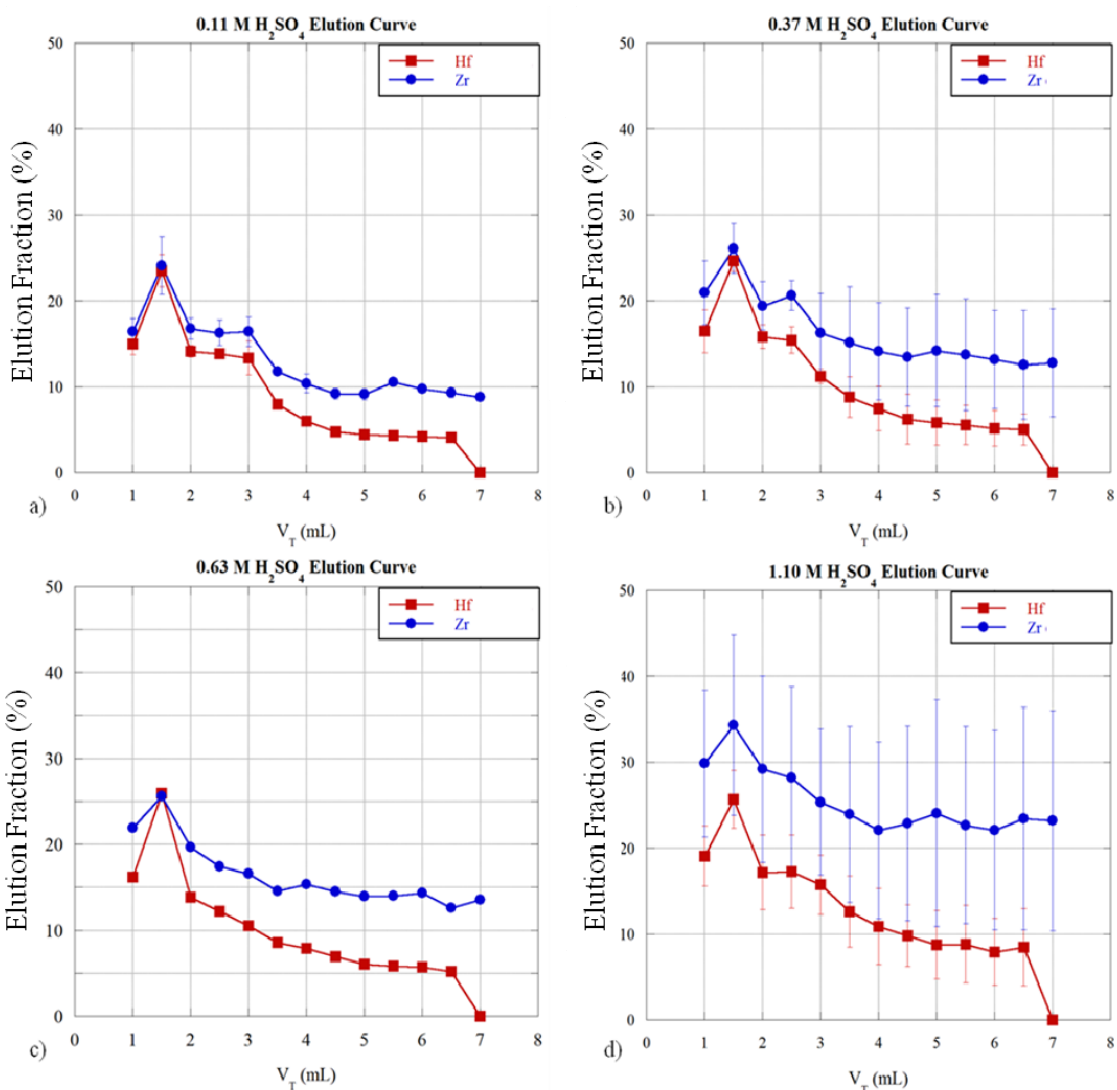 0.11 M H₂SO₄ Elution Curve
Hf
Zr
Elution Fraction (%)
50
40
30
20
10
0
0 1 2 3 4 5 6 7 8
a)
V_T (mL)
0.37 M H₂SO₄ Elution Curve
Hf
Zr
Elution Fraction (%)
50
40
30
20
10
0
0 1 2 3 4 5 6 7 8
b)
V_T (mL)
0.63 M H₂SO₄ Elution Curve
Hf
Zr
Elution Fraction (%)
50
40
30
20
10
0
0 1 2 3 4 5 6 7 8
c)
V_T (mL)
1.10 M H₂SO₄ Elution Curve
Hf
Zr
Elution Fraction (%)
50
40
30
20
10
0
0 1 2 3 4 5 6 7 8
d)
V_T (mL)